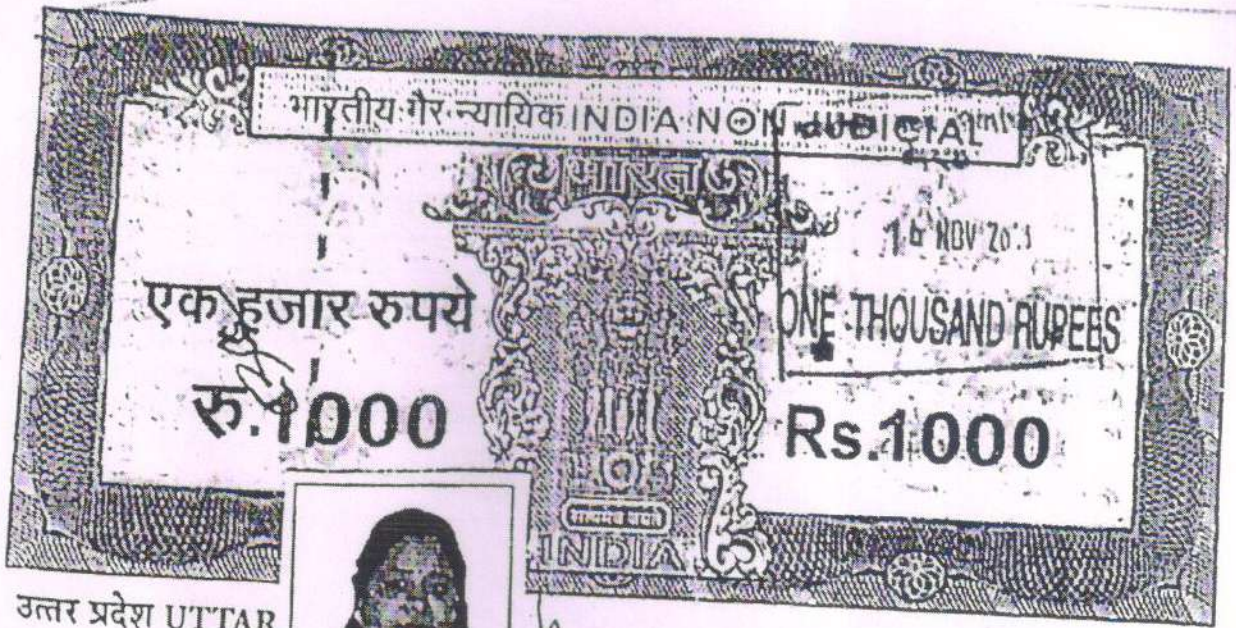 भारतीय गैर न्यायिक INDIA NON JUDICIAL
भारत
NOV
एक हजार रुपये
ONE THOUSAND RUPEES
रु.1000
Rs.1000
सत्यमेव जयते
INDIA
उत्तर प्रदेश UTTAR